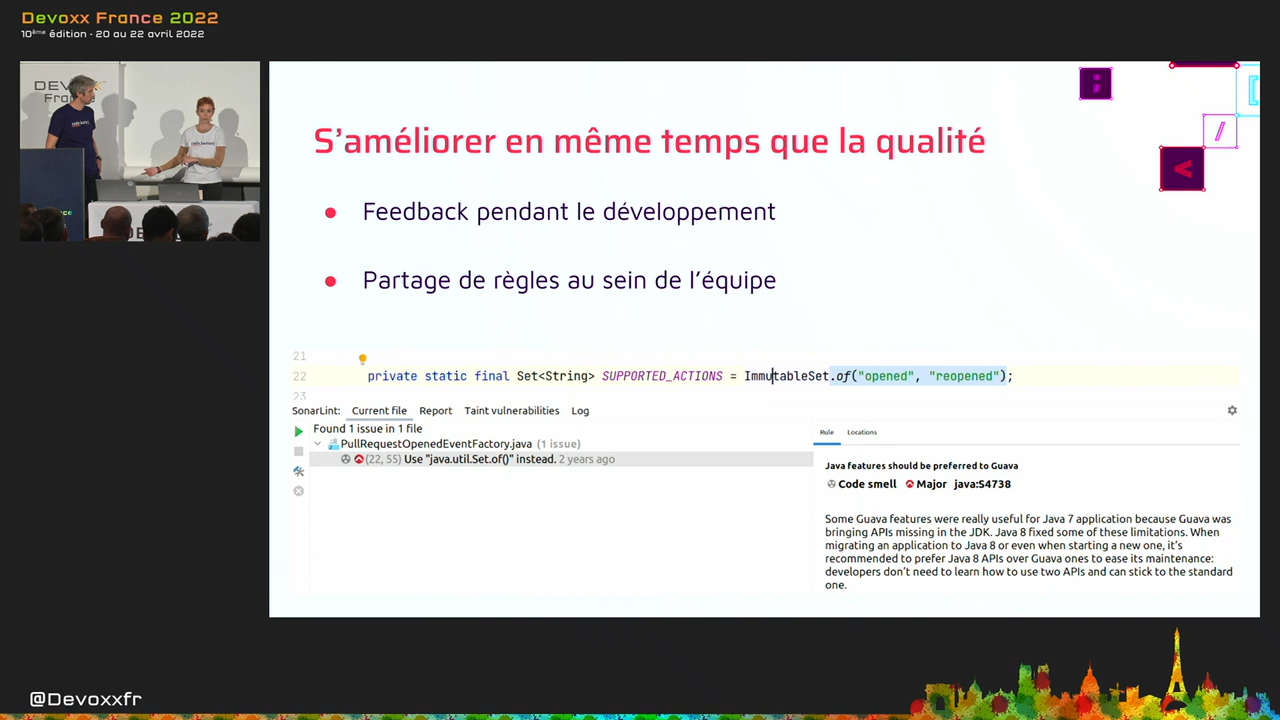 Devoxx France 2022
10ème édition - 20 au 22 avril 2022
DEVOXX
France
S'améliorer en même temps que la qualité
Feedback pendant le développement
Partage de règles au sein de l'équipe
21
22 private static final Set<String> SUPPORTED_ACTIONS = ImmutableSet.of("opened", "reopened");
23
SonarLint: Current file Report Taint vulnerabilities Log
Found 1 issue in 1 file
PullRequestOpenedEventFactory.java (1 issue)
(22, 55) Use "java.util.Set.of()" instead. 2 years ago
Rule Locations
Java features should be preferred to Guava
Code smell Major java:S4738
Some Guava features were really useful for Java 7 application because Guava was
bringing APIs missing in the JDK. Java 8 fixed some of these limitations. When
migrating an application to Java 8 or even when starting a new one, it's
recommended to prefer Java 8 APIs over Guava ones to ease its maintenance:
developers don't need to learn how to use two APIs and can stick to the standard
one.
@Devoxxfr